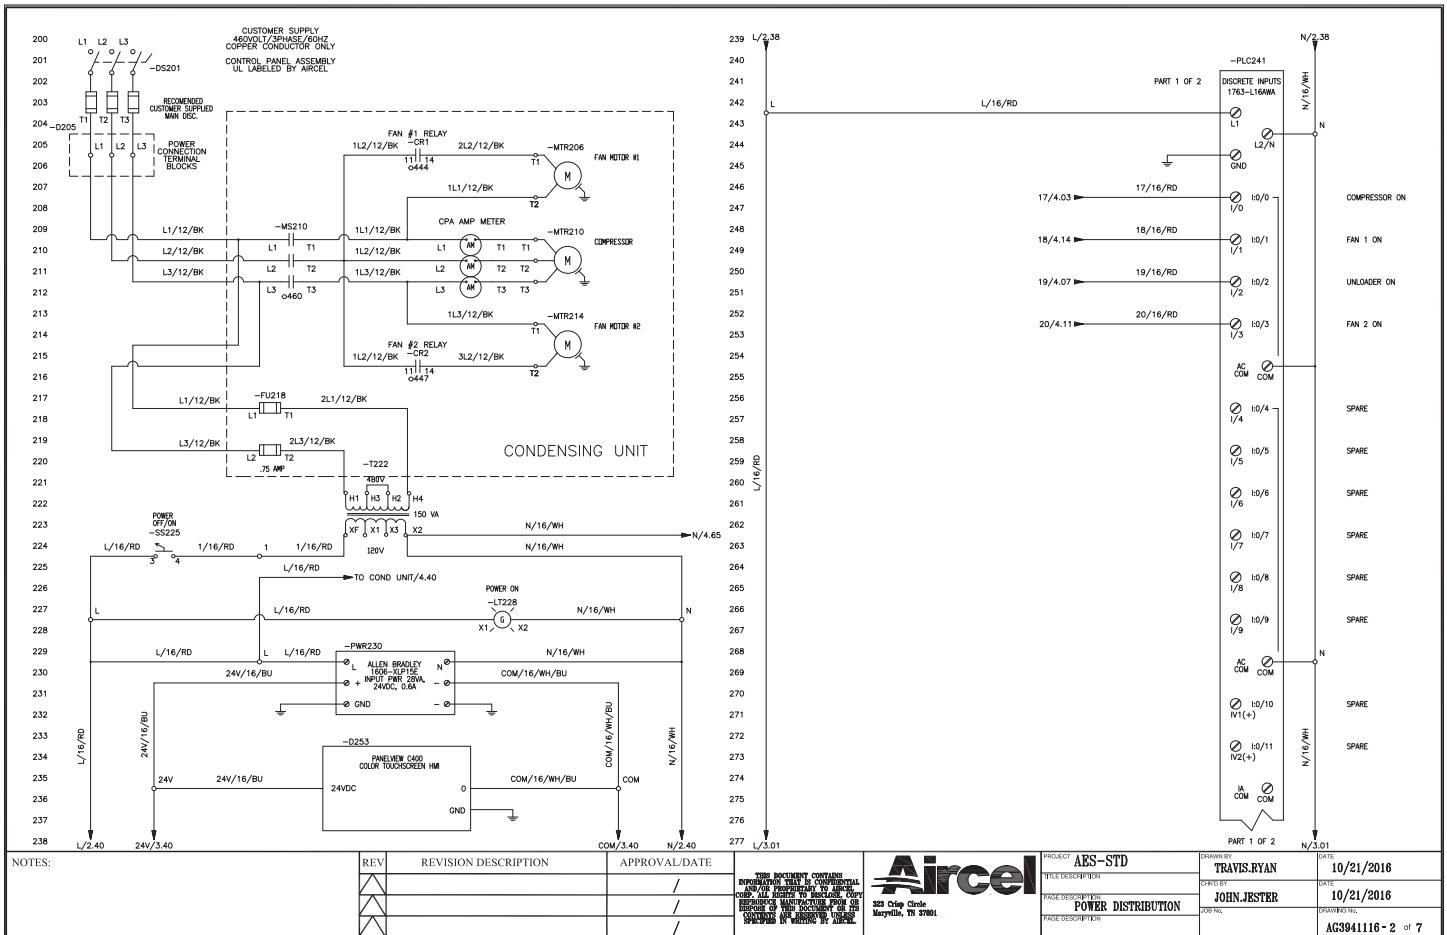 200
L1 L2 L3
CUSTOMER SUPPLY
460VOLT/3PHASE/60HZ
COPPER CONDUCTOR ONLY
CONTROL PANEL ASSEMBLY
UL LABELED BY AIRCEL
201
-DS201
202
203
RECOMENDED
CUSTOMER SUPPLIED
MAIN DISC.
T1 T2 T3
204
-D205
205
L1 L2 L3
POWER
CONNECTION
TERMINAL
BLOCKS
FAN #1 RELAY
-CR1
1L2/12/BK
2L2/12/BK
11 14
o444
-MTR206
T1
M
FAN MOTOR #1
206
207
1L1/12/BK
T2
208
CPA AMP METER
209
L1/12/BK
-MS210
1L1/12/BK
L1 T1
L1 AM T1 T1
-MTR210
COMPRESSOR
M
210
L2/12/BK
1L2/12/BK
L2 T2
L2 AM T2 T2
211
L3/12/BK
1L3/12/BK
L3 T3
L3 AM T3 T3
212
o460
213
1L3/12/BK
-MTR214
T1
FAN MOTOR #2
M
214
FAN #2 RELAY
-CR2
215
1L2/12/BK
3L2/12/BK
11 14
o447
T2
216
217
L1/12/BK
-FU218
2L1/12/BK
L1 T1
218
219
L3/12/BK
2L3/12/BK
L2 T2
.75 AMP
CONDENSING UNIT
220
-T222
221
480V
H1 H3 H2 H4
222
150 VA
POWER
OFF/ON
-SS225
223
XF X1 X3 X2
N/16/WH
N/4.65
224
L/16/RD
3 4
1/16/RD
1
1/16/RD
120V
N/16/WH
225
L/16/RD
TO COND UNIT/4.40
226
POWER ON
-LT228
227
L
L/16/RD
G
X1 X2
N/16/WH
N
228
229
L/16/RD
L
L/16/RD
-PWR230
L
ALLEN BRADLEY
1606-XLP15E
INPUT PWR 28VA,
24VDC, 0.6A
N
N/16/WH
230
24V/16/BU
+
-
COM/16/WH/BU
231
GND
-
232
L/16/RD
24V/16/BU
COM/16/WH/BU
N/16/WH
233
-D253
234
PANELVIEW C400
COLOR TOUCHSCREEN HMI
235
24V
24V/16/BU
24VDC
0
COM/16/WH/BU
COM
236
GND
237
238
L/2.40
24V/3.40
COM/3.40
N/2.40
239
L/2.38
N/2.38
240
-PLC241
241
PART 1 OF 2
DISCRETE INPUTS
1763-L16AWA
N/16/WH
242
L
L/16/RD
243
L1
N
244
L2/N
245
GND
246
17/4.03
17/16/RD
I:0/0
I/0
COMPRESSOR ON
247
248
18/4.14
18/16/RD
I:0/1
I/1
FAN 1 ON
249
250
19/4.07
19/16/RD
I:0/2
I/2
UNLOADER ON
251
252
20/4.11
20/16/RD
I:0/3
I/3
FAN 2 ON
253
254
AC
COM
COM
255
256
I:0/4
I/4
SPARE
257
258
I:0/5
I/5
SPARE
259
L/16/RD
260
I:0/6
I/6
SPARE
261
262
I:0/7
I/7
SPARE
263
264
I:0/8
I/8
SPARE
265
266
I:0/9
I/9
SPARE
267
268
AC
COM
COM
N
269
270
I:0/10
IV1(+)
SPARE
271
272
I:0/11
IV2(+)
SPARE
273
N/16/WH
274
IA
COM
COM
275
276
PART 1 OF 2
277
L/3.01
N/3.01
NOTES:
REV
REVISION DESCRIPTION
APPROVAL/DATE
/
/
/
THIS DOCUMENT CONTAINS
INFORMATION THAT IS CONFIDENTIAL
AND/OR PROPRIETARY TO AIRCEL
CORP. ALL RIGHTS TO DISCLOSE, COPY
REPRODUCE MANUFACTURE FROM OR
DISPOSE OF THIS DOCUMENT OR ITS
CONTENTS ARE RESERVED UNLESS
SPECIFIED IN WRITING BY AIRCEL.
Aircel
323 Crisp Circle
Maryville, TN 37801
PROJECT
AES-STD
TITLE DESCRIPTION
PAGE DESCRIPTION
POWER DISTRIBUTION
PAGE DESCRIPTION
DRAWN BY
TRAVIS.RYAN
CHK'D BY
JOHN.JESTER
JOB No.
DATE
10/21/2016
DATE
10/21/2016
DRAWING No.
AG3941116 - 2 of 7